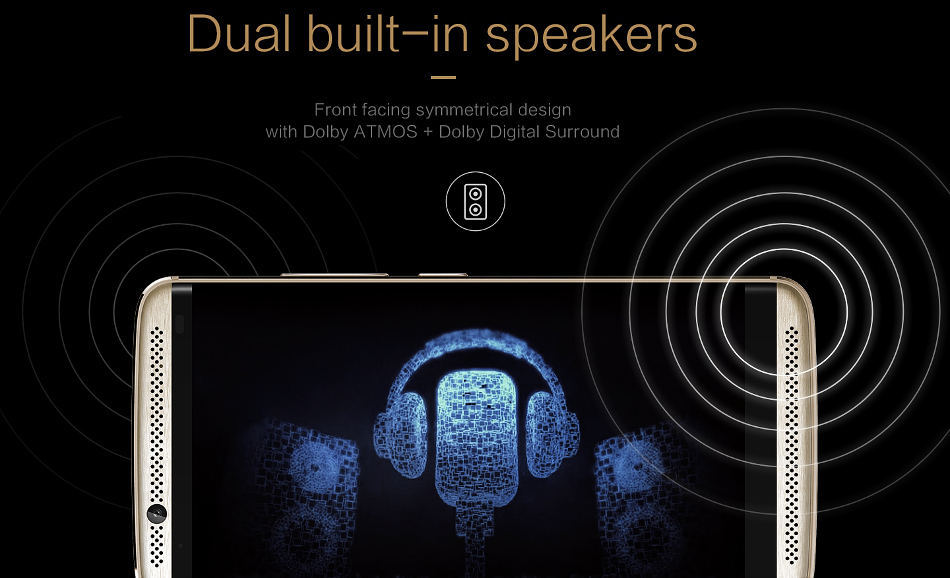 Dual built-in speakers
Front facing symmetrical design
with Dolby ATMOS + Dolby Digital Surround